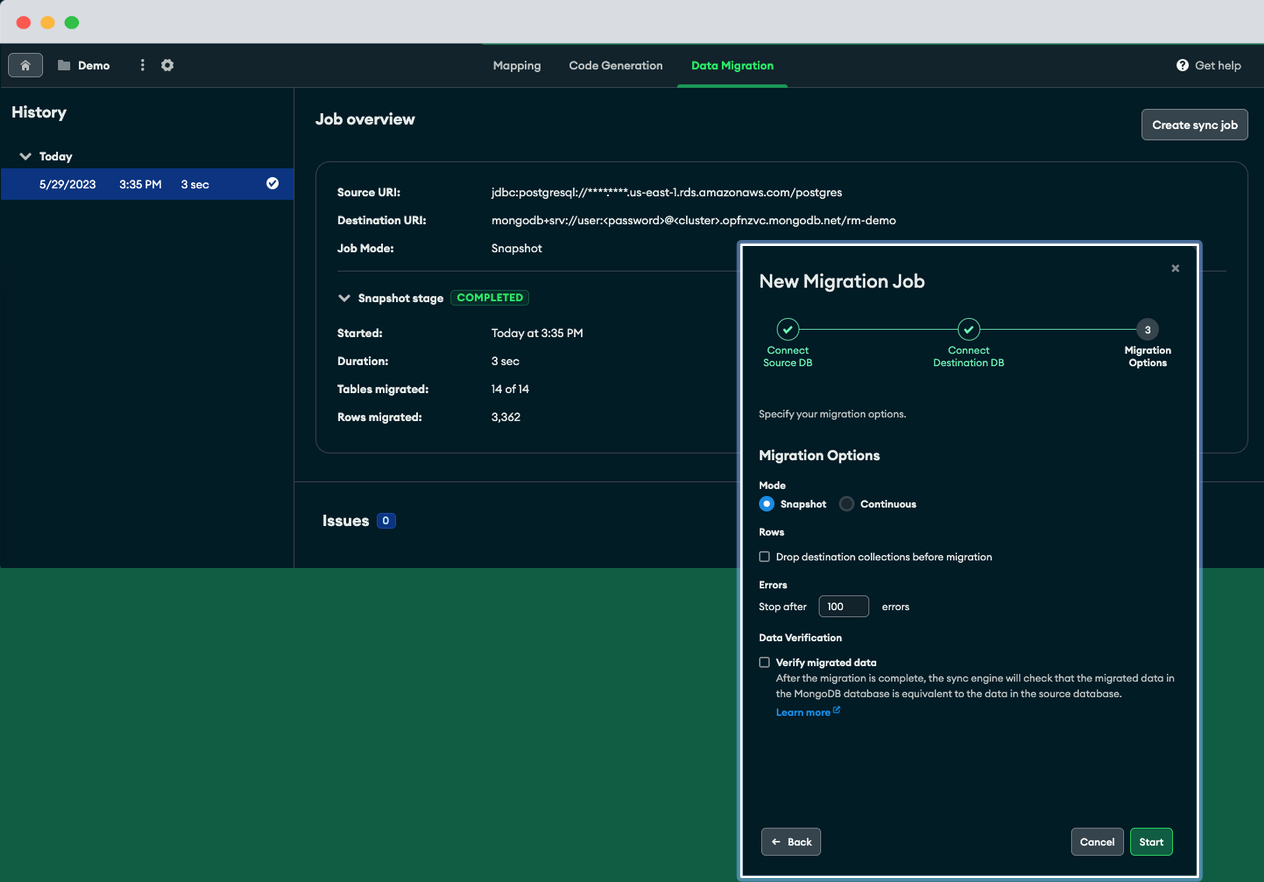 Demo
Mapping
Code Generation
Data Migration
Get help
History
Today
5/29/2023 3:35 PM 3 sec
Job overview
Create sync job
Source URI: jdbc:postgresql://********.us-east-1.rds.amazonaws.com/postgres
Destination URI: mongodb+srv://user:<password>@<cluster>.opfnzvc.mongodb.net/rm-demo
Job Mode: Snapshot
Snapshot stage COMPLETED
Started: Today at 3:35 PM
Duration: 3 sec
Tables migrated: 14 of 14
Rows migrated: 3,362
Issues 0
New Migration Job
3
Connect
Source DB
Connect
Destination DB
Migration
Options
Specify your migration options.
Migration Options
Mode
Snapshot Continuous
Rows
Drop destination collections before migration
Errors
Stop after 100 errors
Data Verification
Verify migrated data
After the migration is complete, the sync engine will check that the migrated data in
the MongoDB database is equivalent to the data in the source database.
Learn more
Back
Cancel
Start